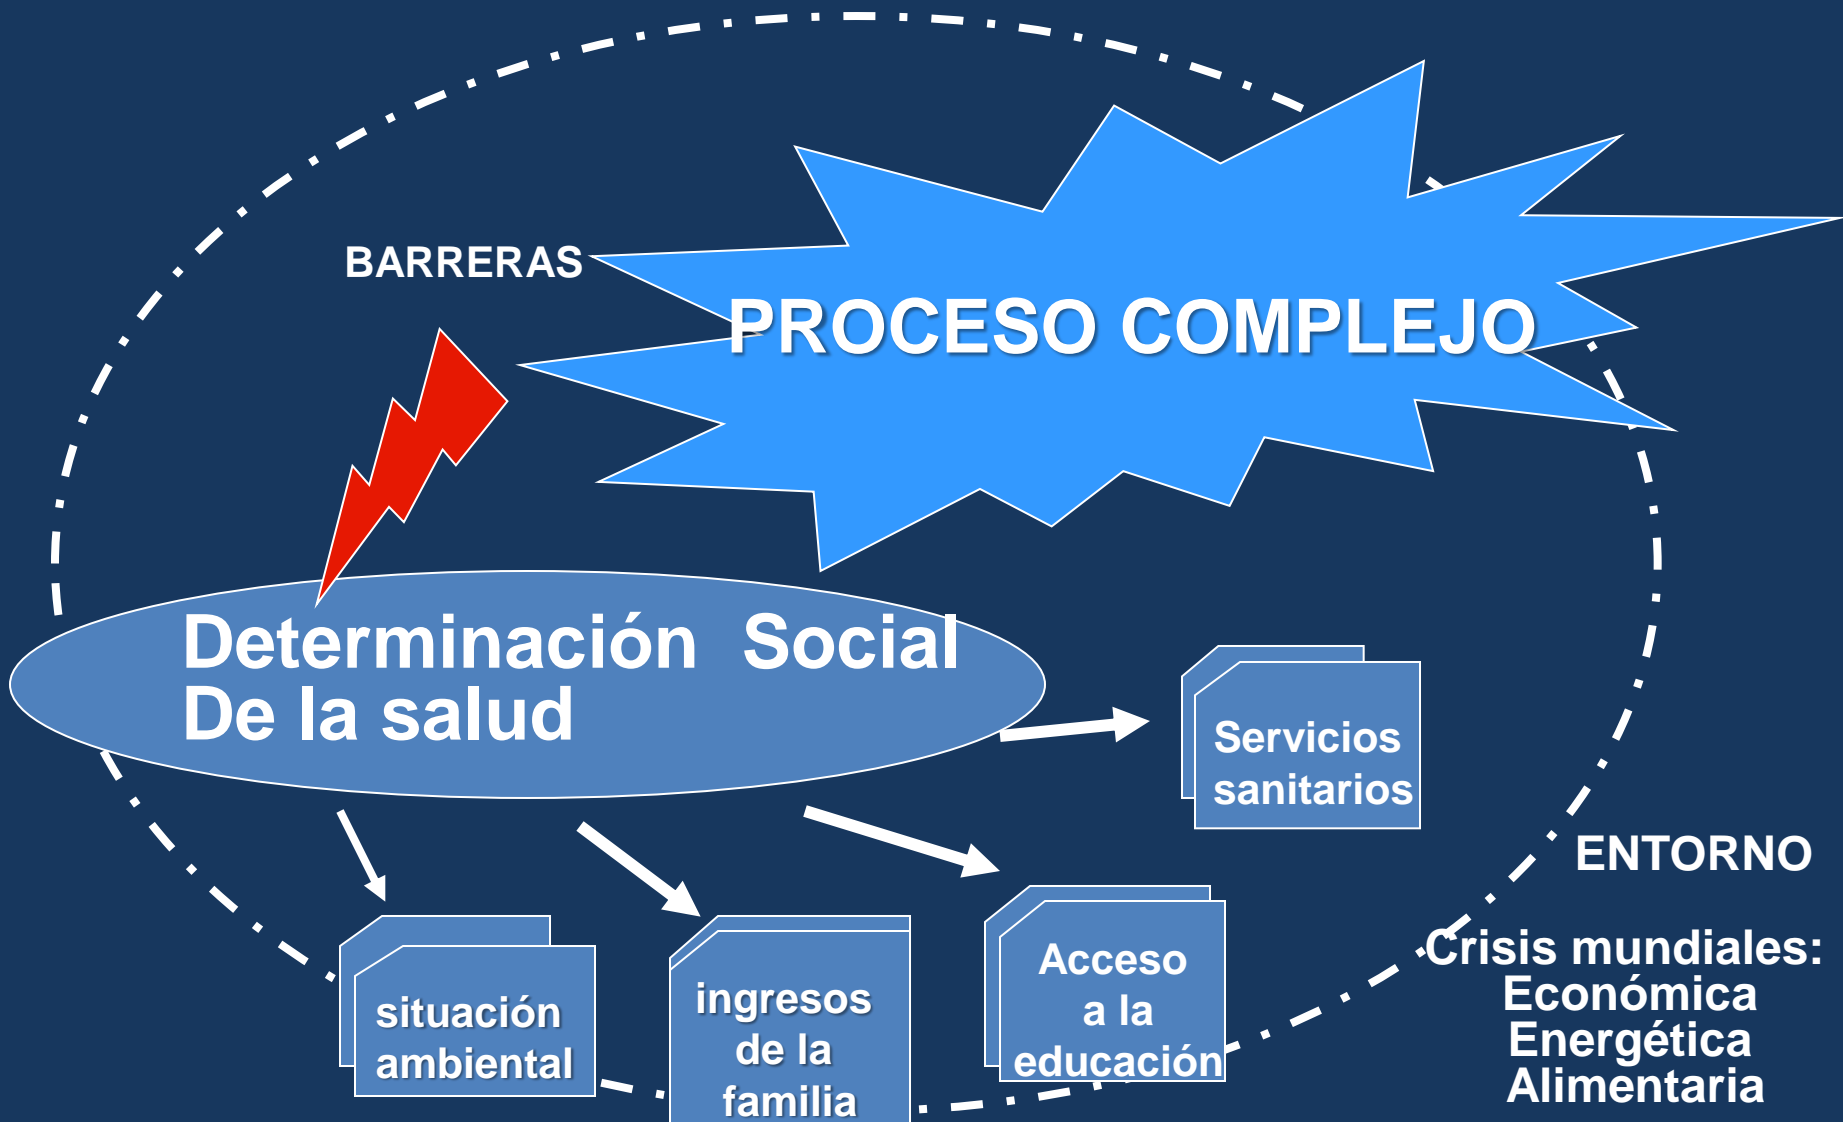 BARRERAS
PROCESO COMPLEJO
Determinación Social
De la salud
Servicios
sanitarios
situación
ambiental
ingresos
de la
familia
Acceso
a la
educación
ENTORNO
Crisis mundiales:
Económica
Energética
Alimentaria